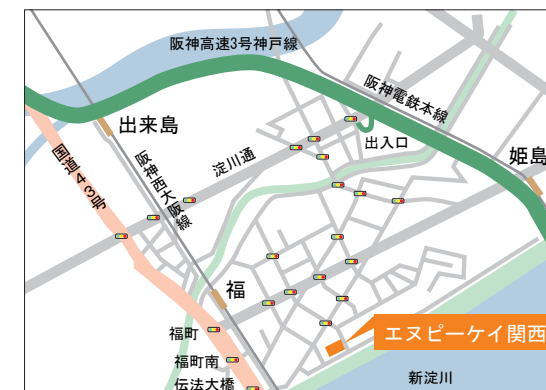 阪神高速3号神戸線
阪神電鉄本線
出来島
出入口
姫島
国道43号
阪神西大阪線
淀川通
福
エヌピーケイ関西
福町
福町南
伝法大橋
新淀川